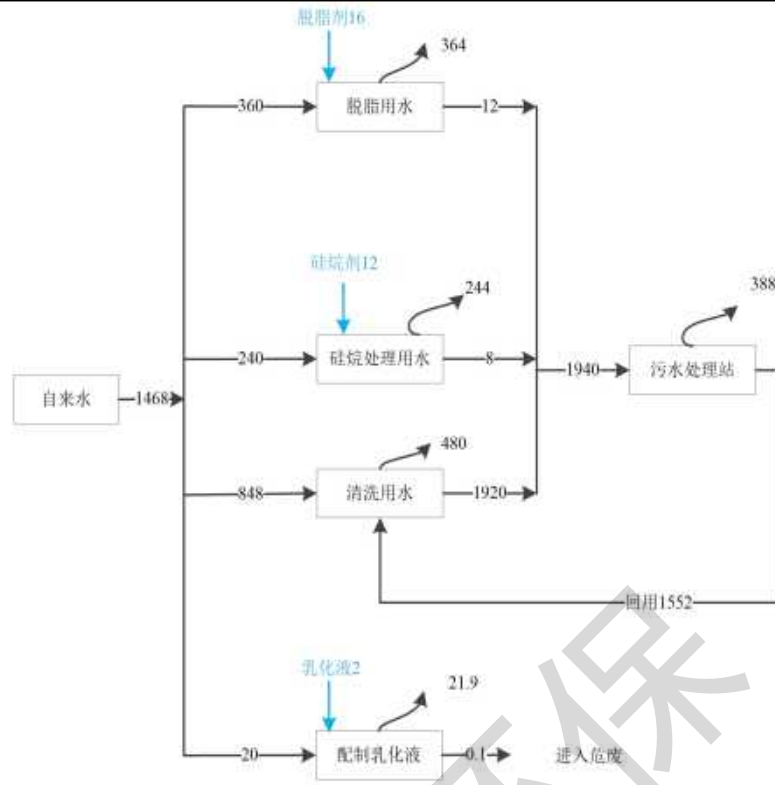 脱脂剂16
364
360
脱脂用水
12
硅烷剂12
244
388
240
硅烷处理用水
8
1940
污水处理站
自来水
1468
480
848
清洗用水
1920
回用1552
乳化液2
21.9
20
配制乳化液
0.1
进入危废
环保